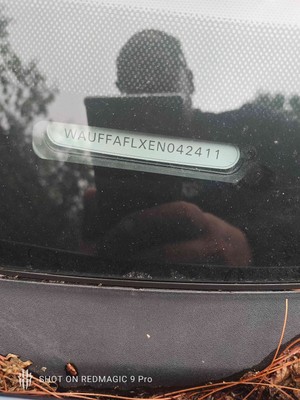 WAUFFAFLXEN042411
SHOT ON REDMAGIC 9 Pro